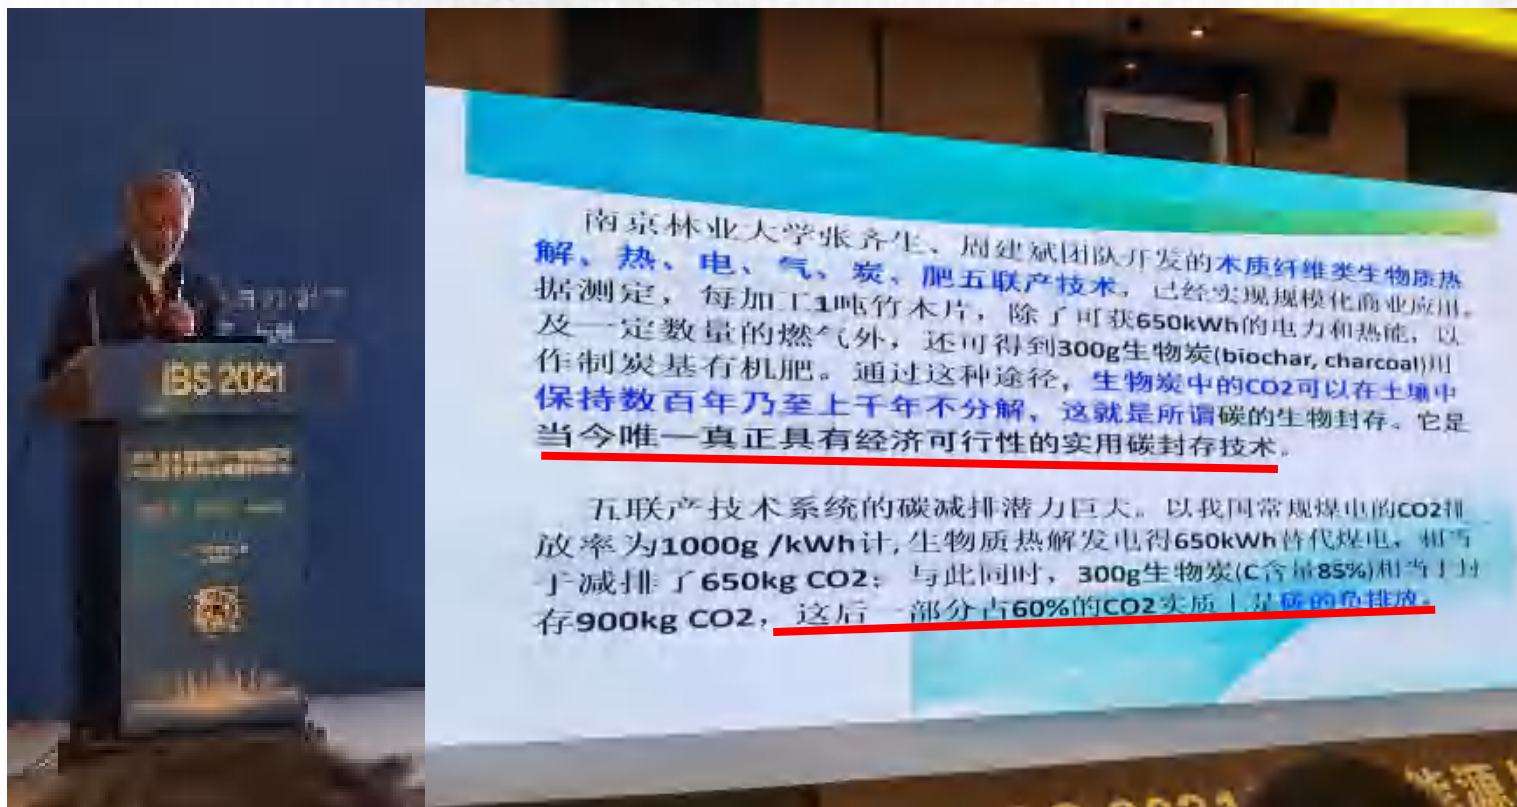 IBS 2021
南京林业大学张齐生、周建斌团队开发的木质纤维类生物质热
解、热、电、气、炭、肥五联产技术，已经实现规模化商业应用。
据测定，每加工1吨竹木片，除了可获650kWh的电力和热能，以
及一定数量的燃气外，还可得到300g生物炭(biochar, charcoal)用
作制炭基有机肥。通过这种途径，生物炭中的CO2可以在土壤中
保持数百年乃至上千年不分解，这就是所谓碳的生物封存。它是
当今唯一真正具有经济可行性的实用碳封存技术。
五联产技术系统的碳减排潜力巨大。以我国常规煤电的CO2排
放率为1000g /kWh计,生物质热解发电得650kWh替代煤电，相当
于减排了650kg CO2；与此同时，300g生物炭(C含量85%)相当于封
存900kg CO2，这后一部分占60%的CO2实质上是碳的负排放。
2021
能源